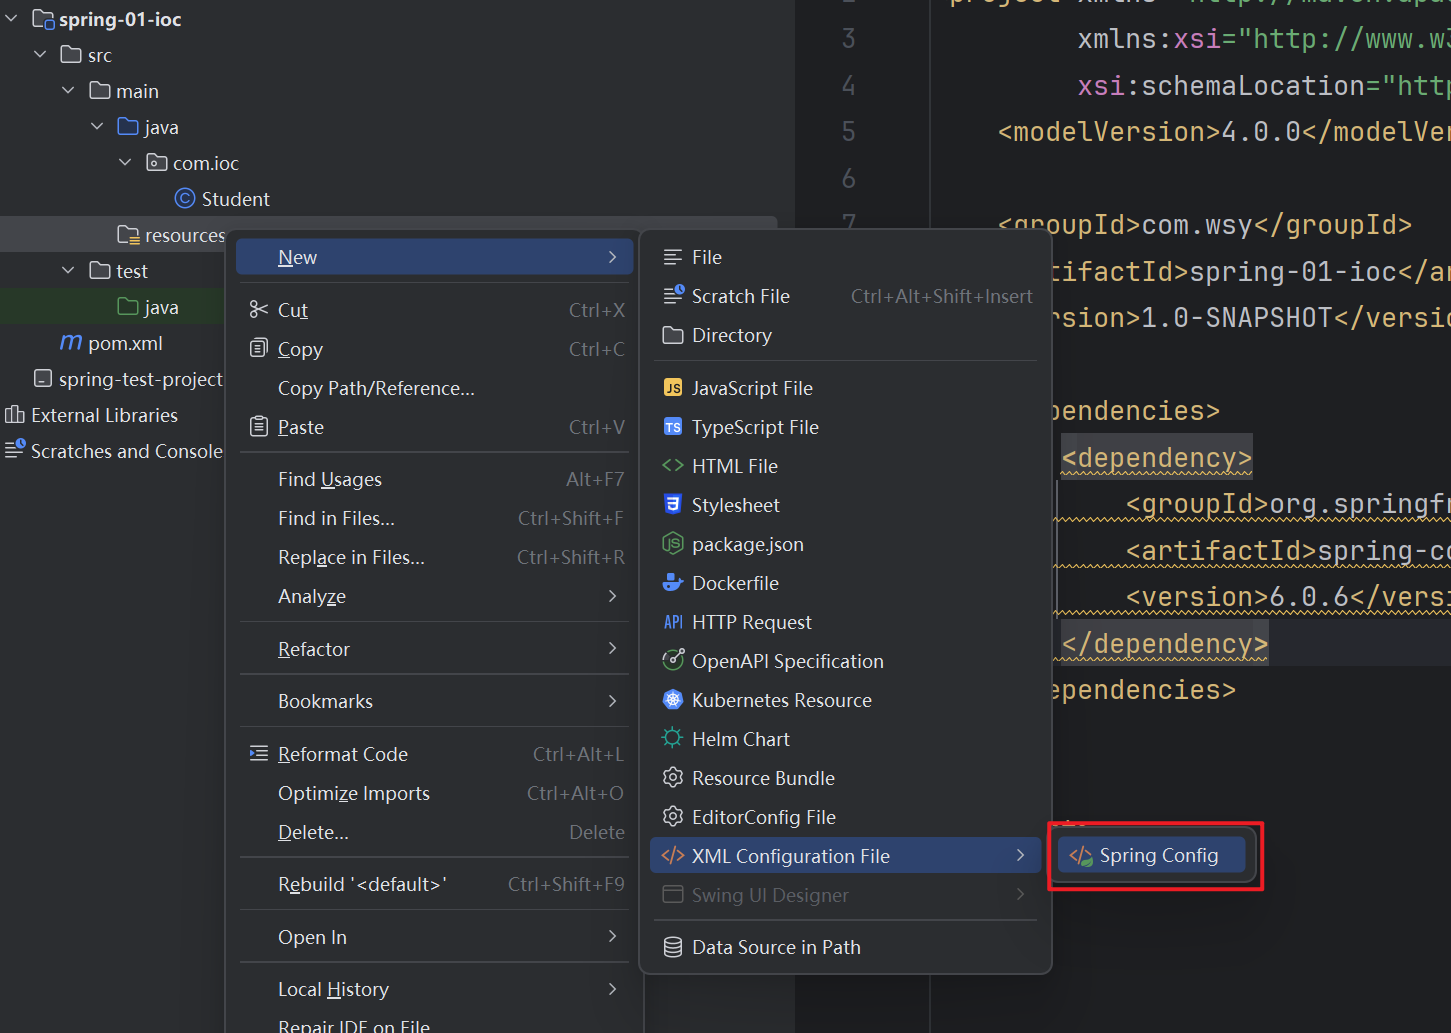 spring-01-ioc
src
main
java
com.ioc
Student
resources
test
java
pom.xml
spring-test-project
External Libraries
Scratches and Console
New
Cut Ctrl+X
Copy Ctrl+C
Copy Path/Reference...
Paste Ctrl+V
Find Usages Alt+F7
Find in Files... Ctrl+Shift+F
Replace in Files... Ctrl+Shift+R
Analyze
Refactor
Bookmarks
Reformat Code Ctrl+Alt+L
Optimize Imports Ctrl+Alt+O
Delete... Delete
Rebuild '<default>' Ctrl+Shift+F9
Open In
Local History
Repair IDE on File
File
Scratch File Ctrl+Alt+Shift+Insert
Directory
JS JavaScript File
TS TypeScript File
HTML File
Stylesheet
package.json
Dockerfile
API HTTP Request
OpenAPI Specification
Kubernetes Resource
Helm Chart
Resource Bundle
EditorConfig File
XML Configuration File
Swing UI Designer
Data Source in Path
Spring Config
3 xmlns:xsi="http://www.w3
4 xsi:schemaLocation="http
5 <modelVersion>4.0.0</modelVer
6
7 <groupId>com.wsy</groupId>
tifactId>spring-01-ioc</ar
rsion>1.0-SNAPSHOT</versio
pendencies>
<dependency>
<groupId>org.springfr
<artifactId>spring-co
<version>6.0.6</versi
</dependency>
ependencies>